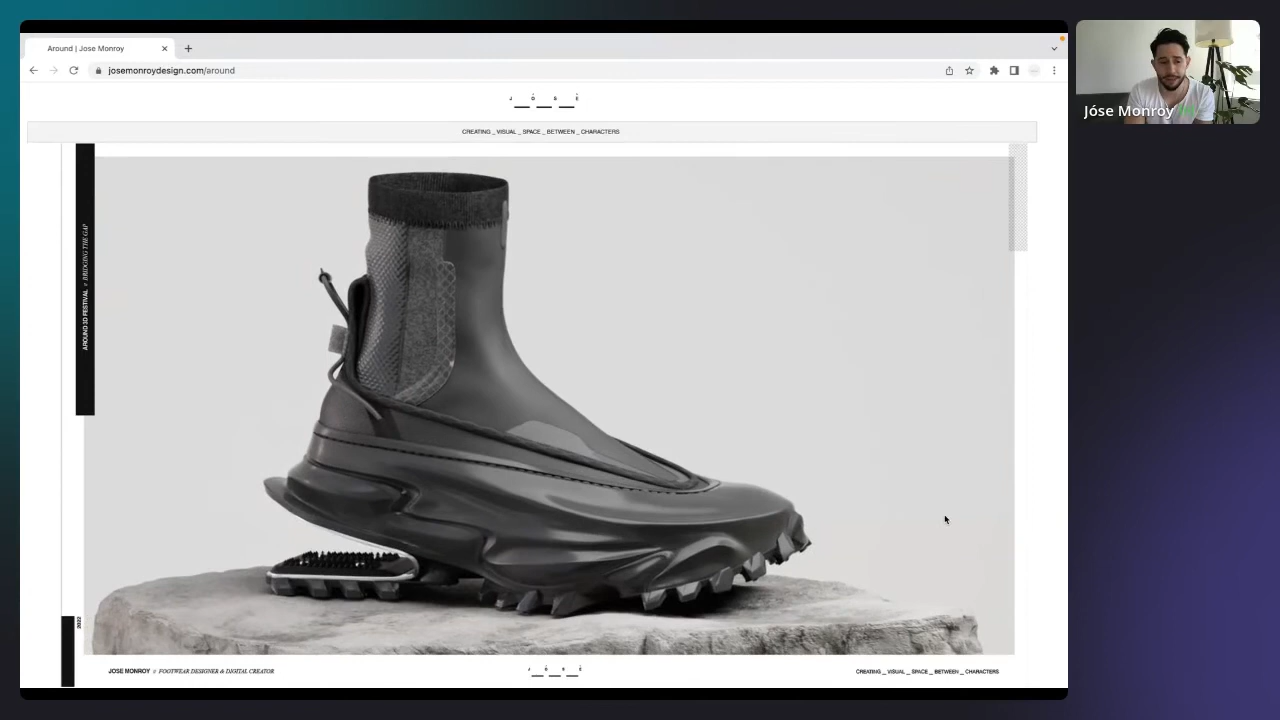 Around | Jose Monroy
josemonroydesign.com/around
J O S E
CREATING _ VISUAL _ SPACE _ BETWEEN _ CHARACTERS
AROUND 3D FESTIVAL // BRIDGING THE GAP
2022
JOSE MONROY // FOOTWEAR DESIGNER & DIGITAL CREATOR
J O S E
CREATING _ VISUAL _ SPACE _ BETWEEN _ CHARACTERS
Jóse Monroy